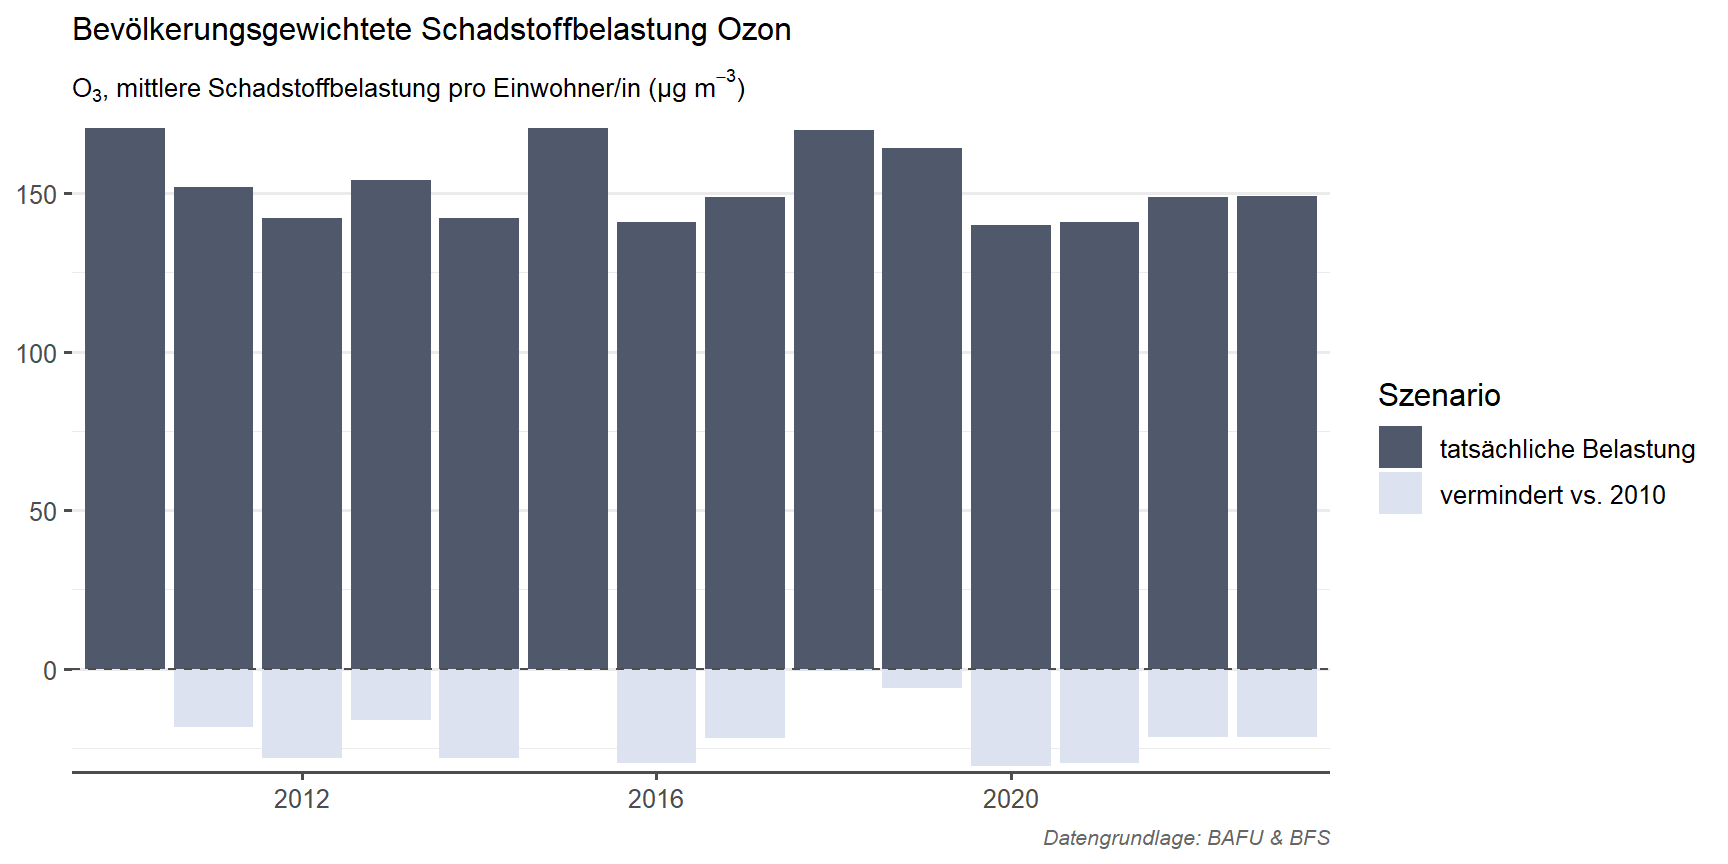 Bevölkerungsgewichtete Schadstoffbelastung Ozon
O₃, mittlere Schadstoffbelastung pro Einwohner/in (µg m⁻³)
150
100
50
0
2012
2016
2020
Szenario
tatsächliche Belastung
vermindert vs. 2010
Datengrundlage: BAFU & BFS